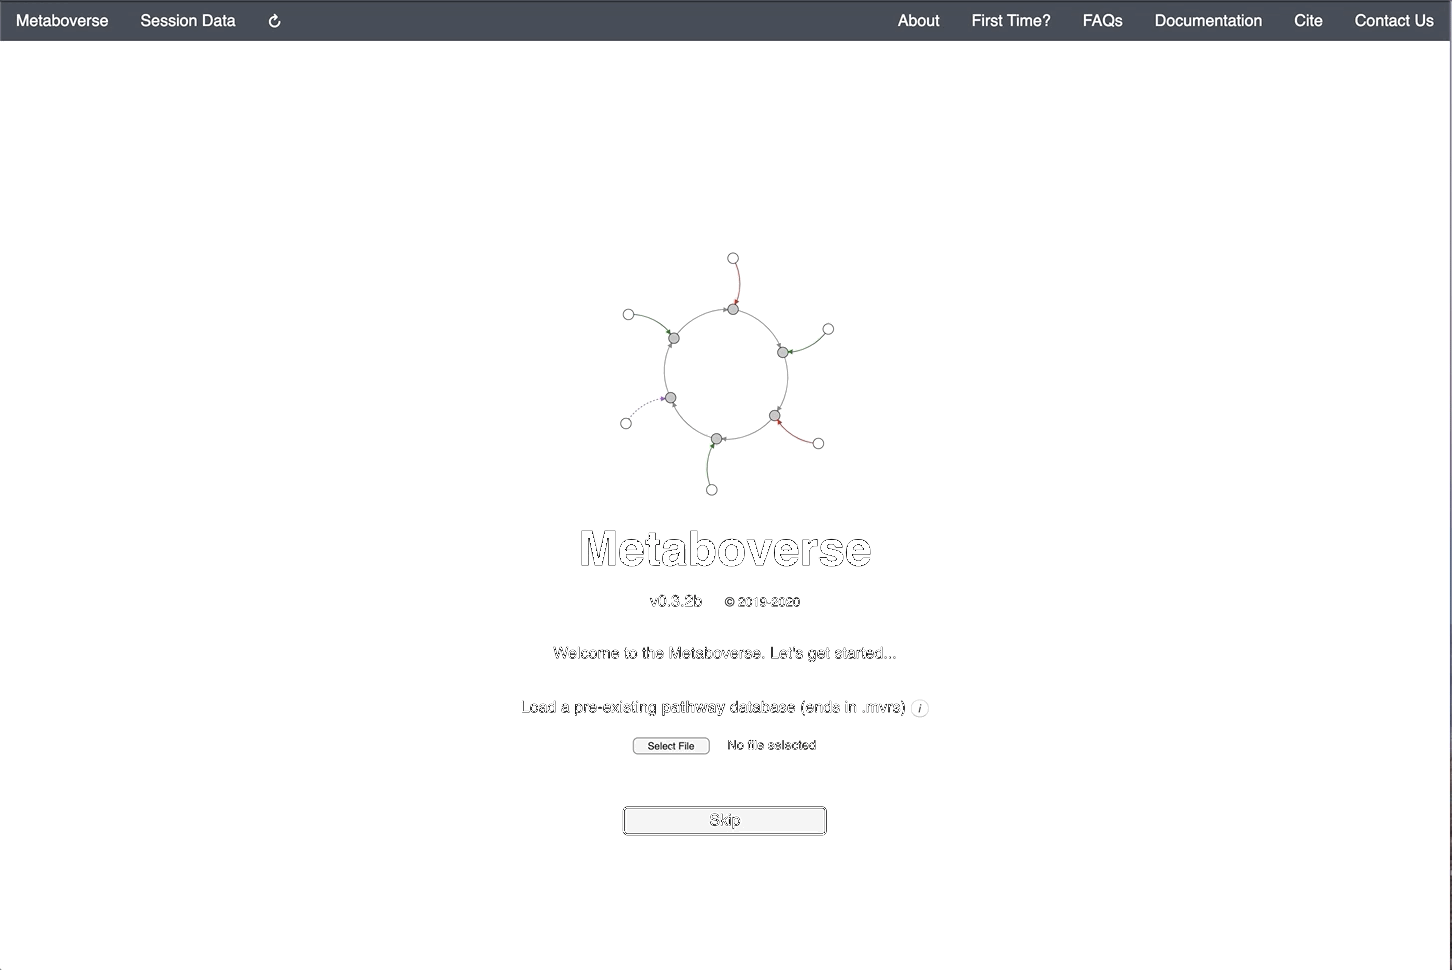 Metaboverse Session Data About First Time? FAQs Documentation Cite Contact Us
Metaboverse
v0.3.2b © 2019-2020
Welcome to the Metaboverse. Let's get started...
Load a pre-existing pathway database (ends in .mvrs) i
Select File No file selected
Skip